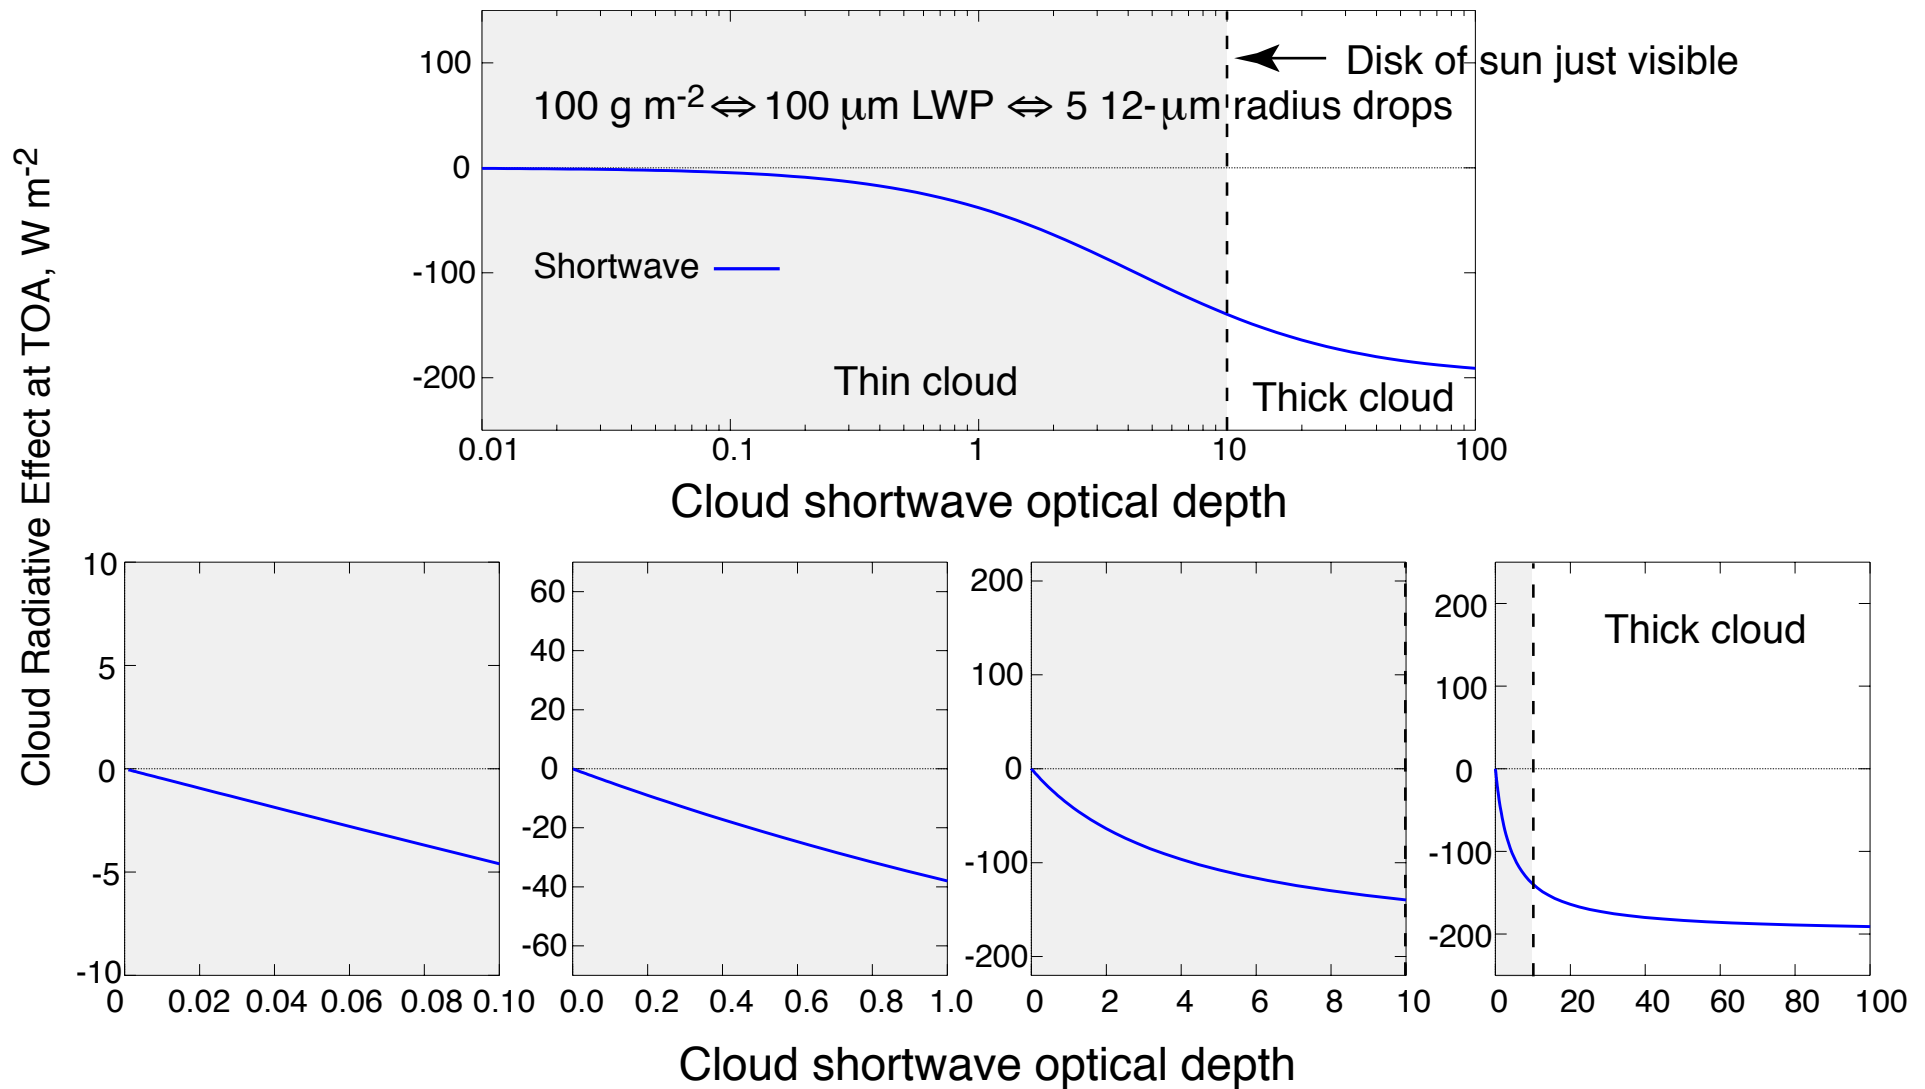 Cloud Radiative Effect at TOA, W m-2
100
0
-100
-200
Disk of sun just visible
100 g m-2 ⇔ 100 μm LWP ⇔ 5 12-μm radius drops
Shortwave
Thin cloud
Thick cloud
0.01 0.1 1 10 100
Cloud shortwave optical depth
10
5
0
-5
-10
0 0.02 0.04 0.06 0.08 0.10
60
40
20
0
-20
-40
-60
0.0 0.2 0.4 0.6 0.8 1.0
200
100
0
-100
-200
0 2 4 6 8 10
200
100
0
-100
-200
Thick cloud
0 20 40 60 80 100
Cloud shortwave optical depth